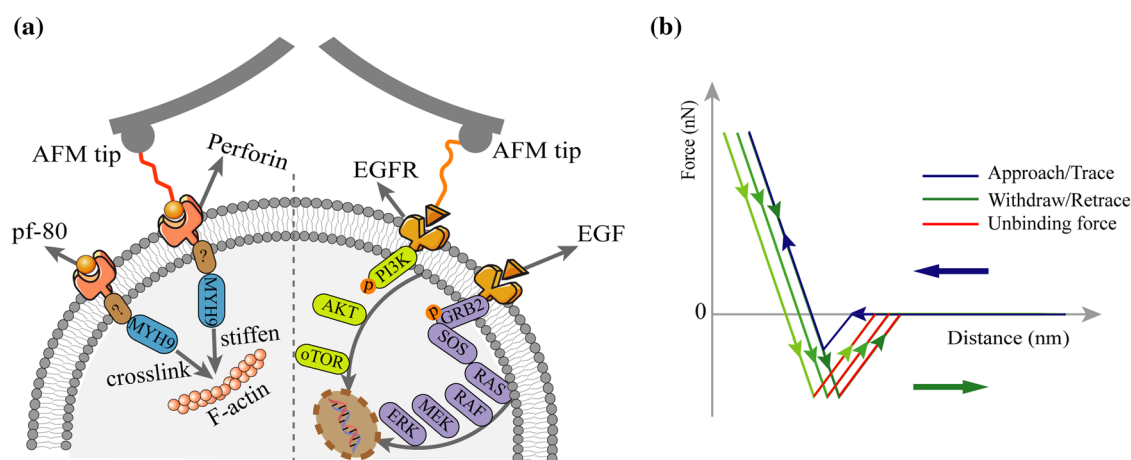 (a)
(b)
AFM tip
Perforin
pf-80
?
MYH9
?
MYH9
stiffen
crosslink
F-actin
AFM tip
EGFR
EGF
PI3K
p
AKT
oTOR
p
GRB2
SOS
RAS
RAF
MEK
ERK
Force (nN)
0
Approach/Trace
Withdraw/Retrace
Unbinding force
Distance (nm)